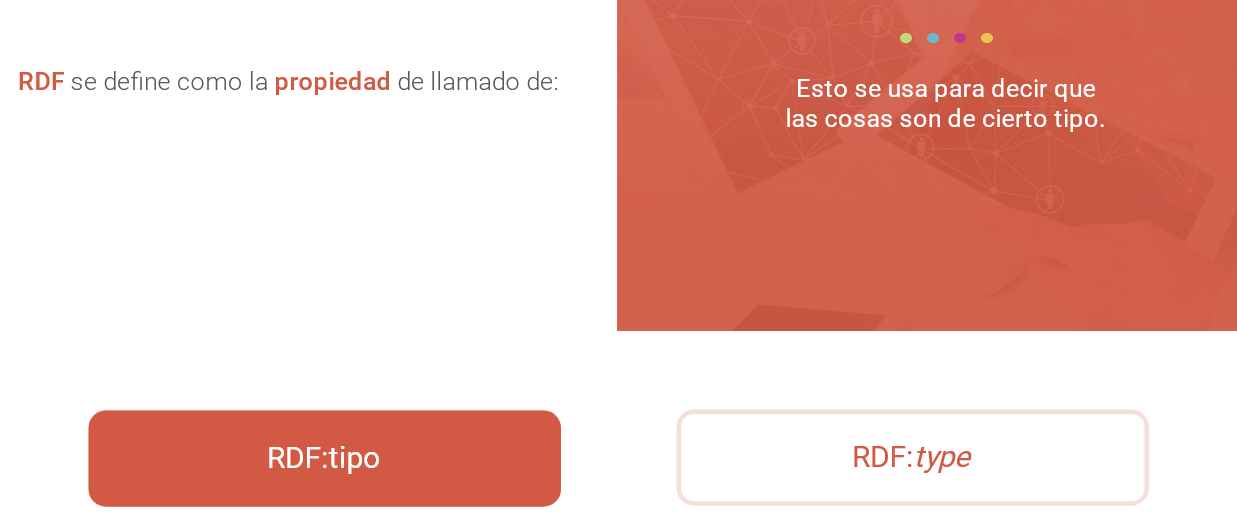 RDF se define como la propiedad de llamado de:
Esto se usa para decir que
las cosas son de cierto tipo.
RDF:tipo
RDF:type